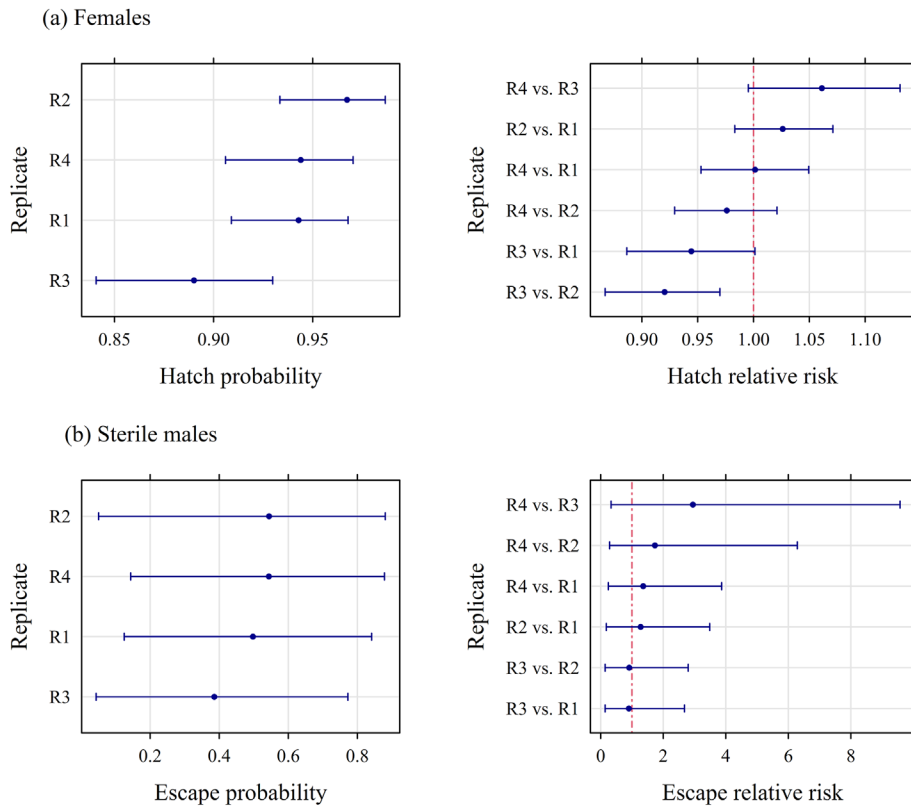 (a) Females
Replicate
R2
R4
R1
R3
0.85 0.90 0.95
Hatch probability
Replicate
R4 vs. R3
R2 vs. R1
R4 vs. R1
R4 vs. R2
R3 vs. R1
R3 vs. R2
0.90 0.95 1.00 1.05 1.10
Hatch relative risk
(b) Sterile males
Replicate
R2
R4
R1
R3
0.2 0.4 0.6 0.8
Escape probability
Replicate
R4 vs. R3
R4 vs. R2
R4 vs. R1
R2 vs. R1
R3 vs. R2
R3 vs. R1
0 2 4 6 8
Escape relative risk